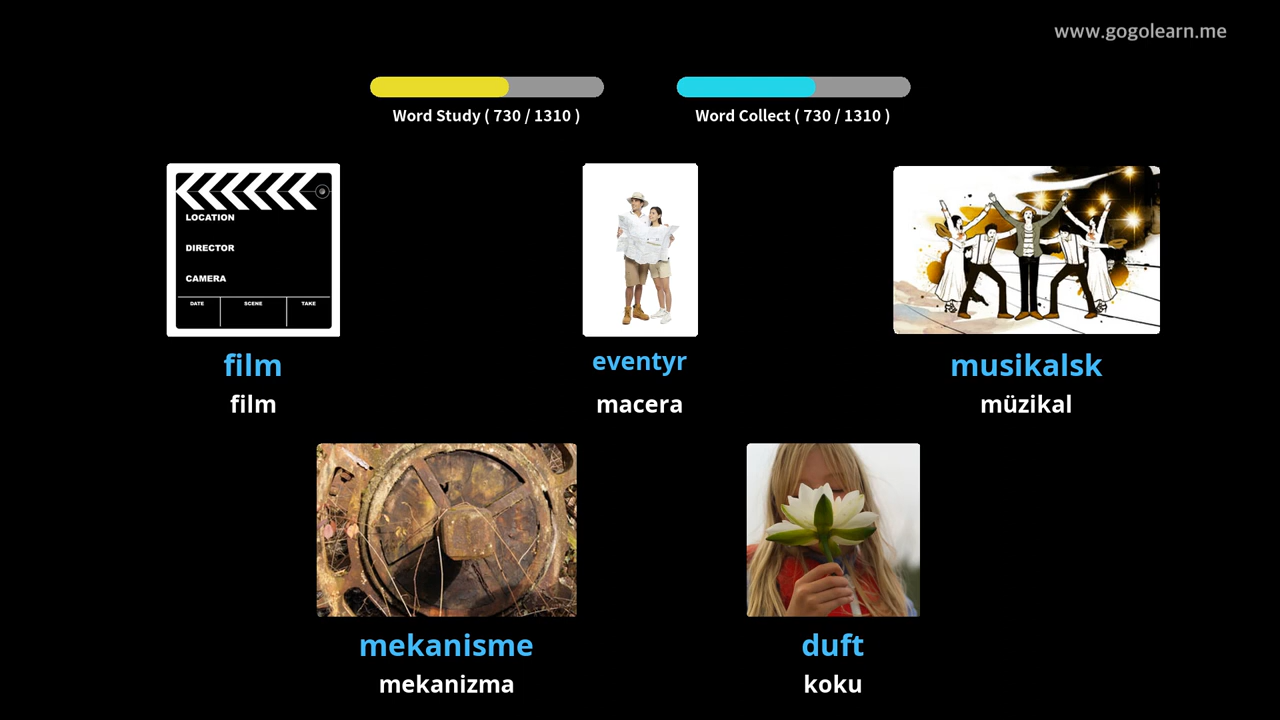 www.gogolearn.me
Word Study ( 730 / 1310 )
Word Collect ( 730 / 1310 )
LOCATION
DIRECTOR
CAMERA
DATE SCENE TAKE
film
eventyr
musikalsk
film
macera
müzikal
mekanisme
duft
mekanizma
koku